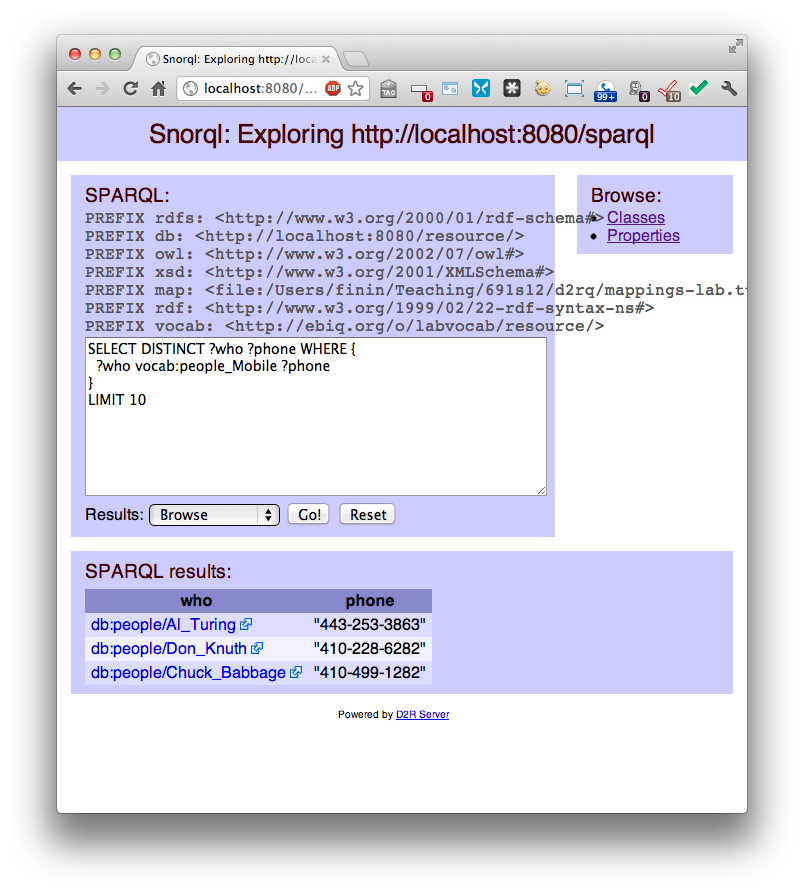 Snorql: Exploring http://loca
localhost:8080/...
ABP
TAG
0
99+
0
10
Snorql: Exploring http://localhost:8080/sparql
SPARQL:
PREFIX rdfs: <http://www.w3.org/2000/01/rdf-schema#>
PREFIX db: <http://localhost:8080/resource/>
PREFIX owl: <http://www.w3.org/2002/07/owl#>
PREFIX xsd: <http://www.w3.org/2001/XMLSchema#>
PREFIX map: <file:/Users/finin/Teaching/691s12/d2rq/mappings-lab.t
PREFIX rdf: <http://www.w3.org/1999/02/22-rdf-syntax-ns#>
PREFIX vocab: <http://ebiq.org/o/labvocab/resource/>
Browse:
Classes
Properties
SELECT DISTINCT ?who ?phone WHERE {
?who vocab:people_Mobile ?phone
}
LIMIT 10
Results: Browse Go! Reset
SPARQL results:
who phone
db:people/Al_Turing "443-253-3863"
db:people/Don_Knuth "410-228-6282"
db:people/Chuck_Babbage "410-499-1282"
Powered by D2R Server